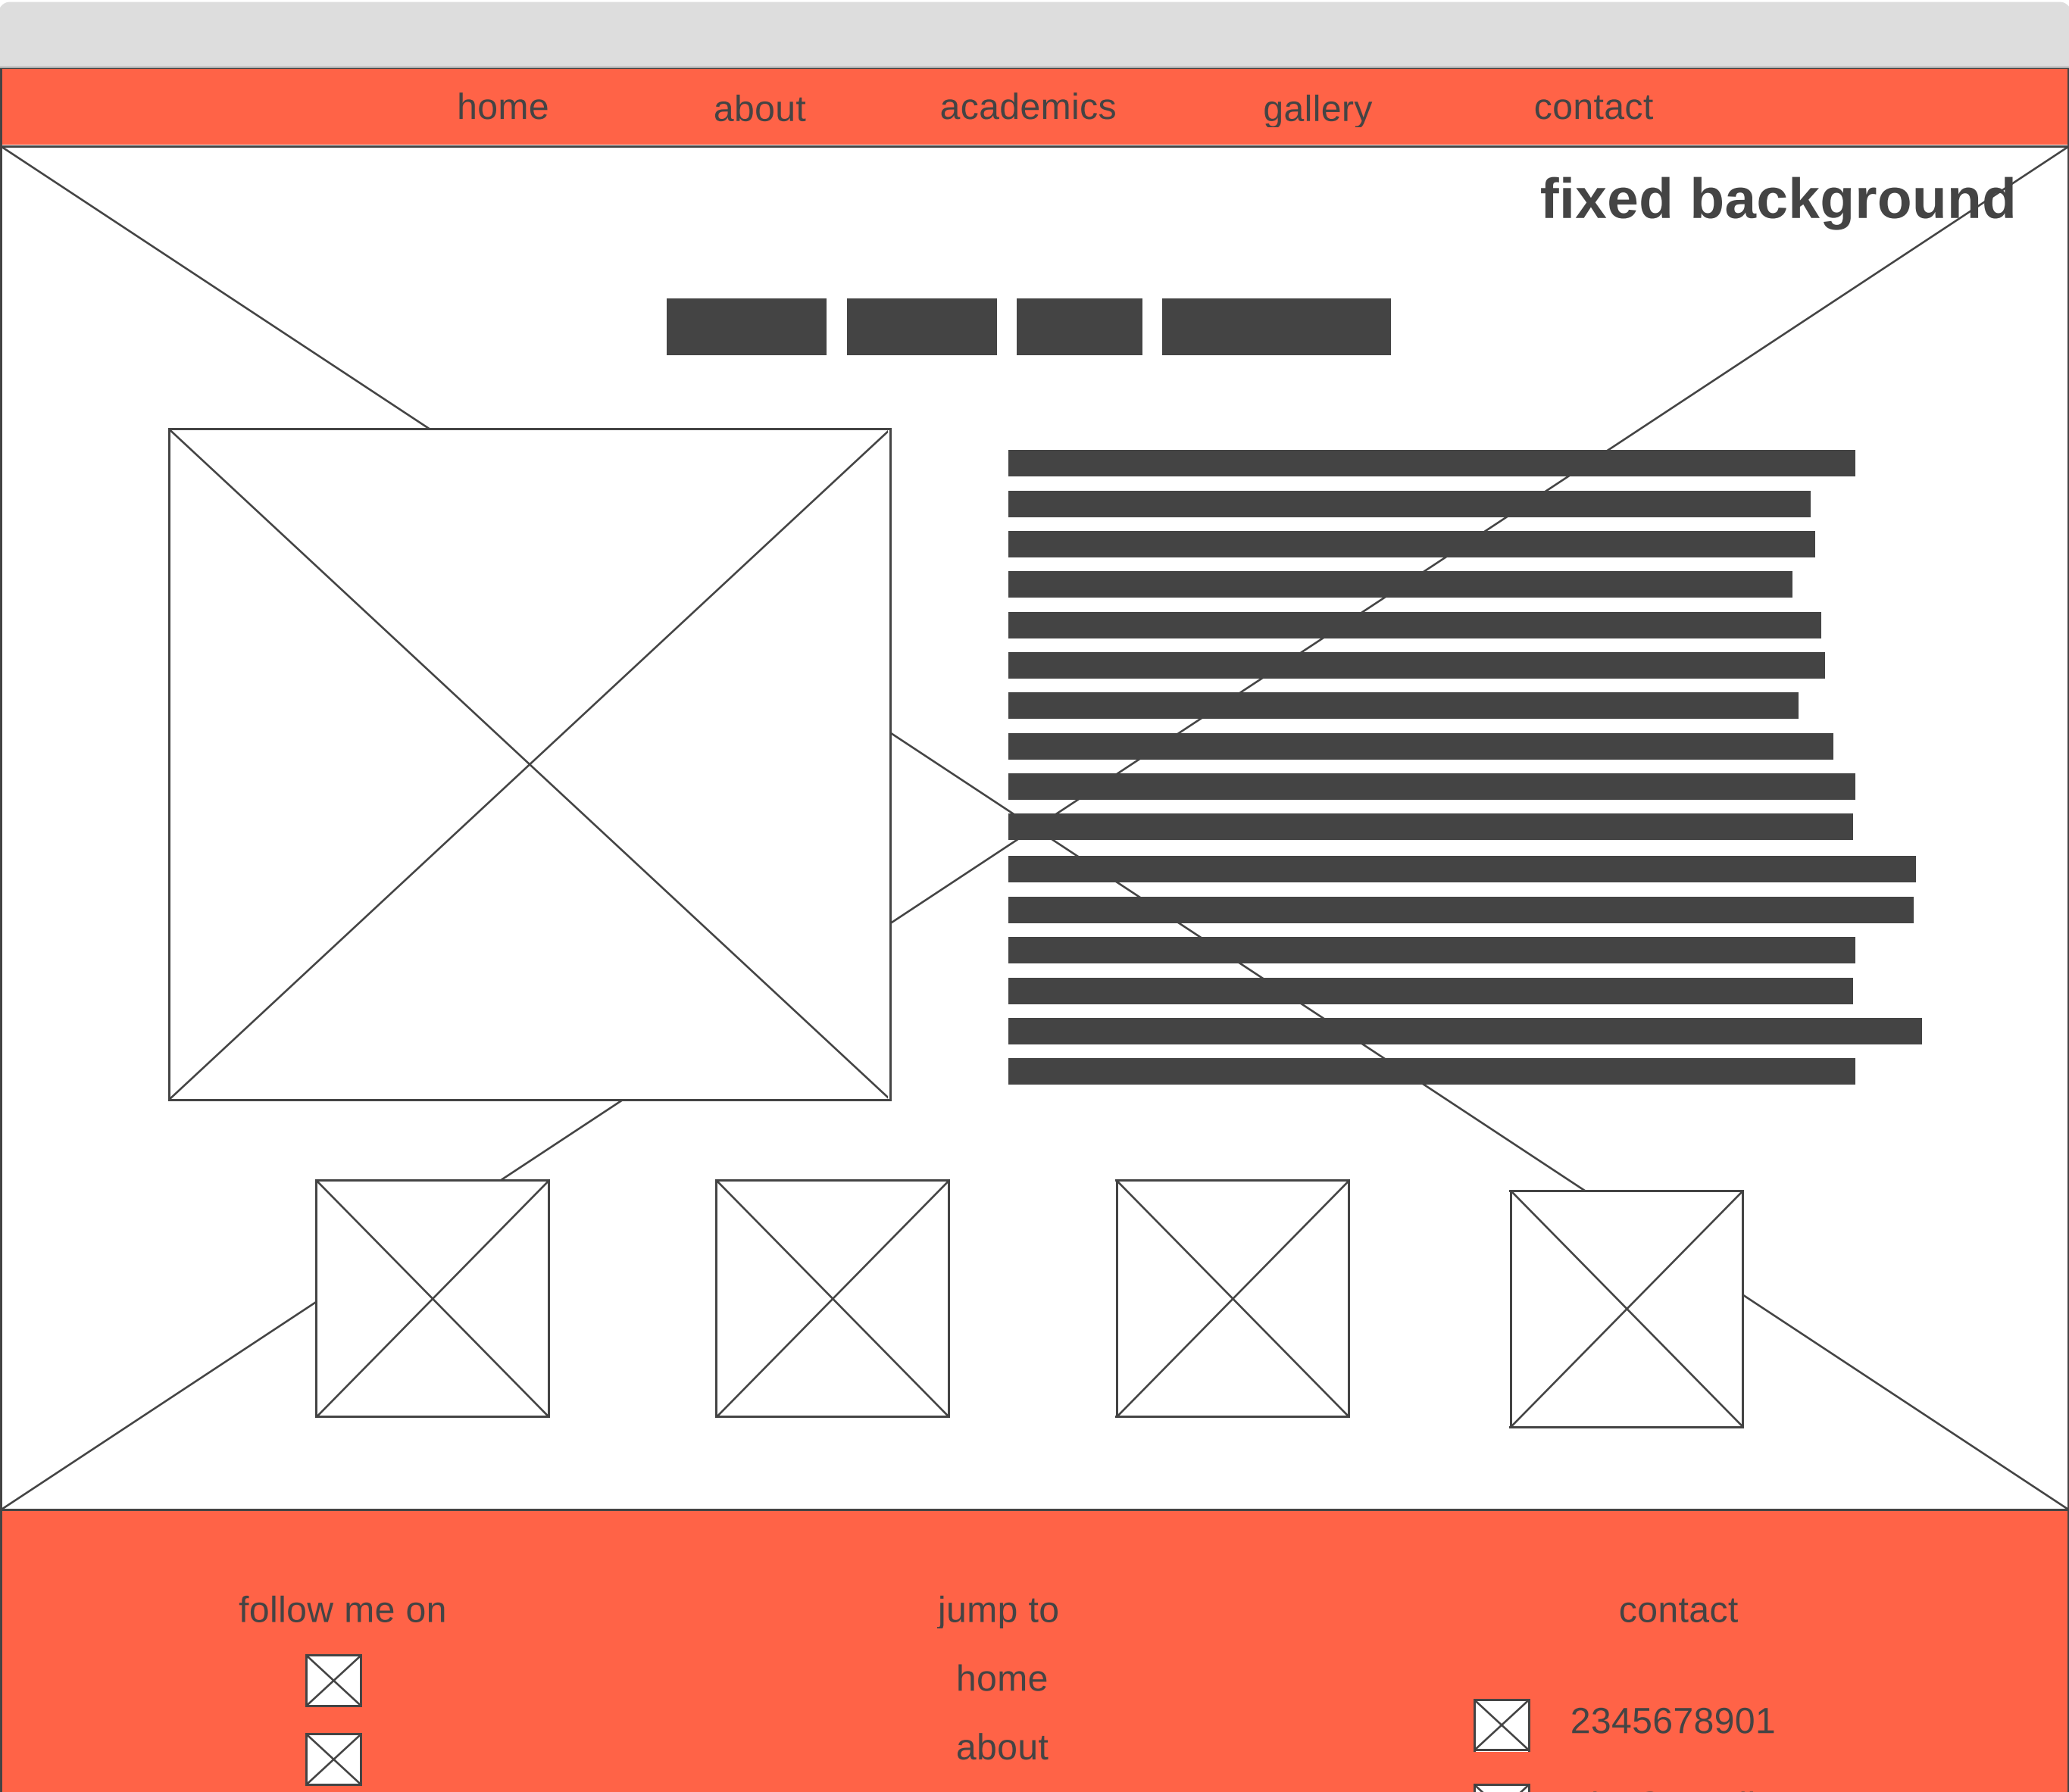 home about academics gallery contact
fixed background
follow me on jump to contact
home
2345678901
about